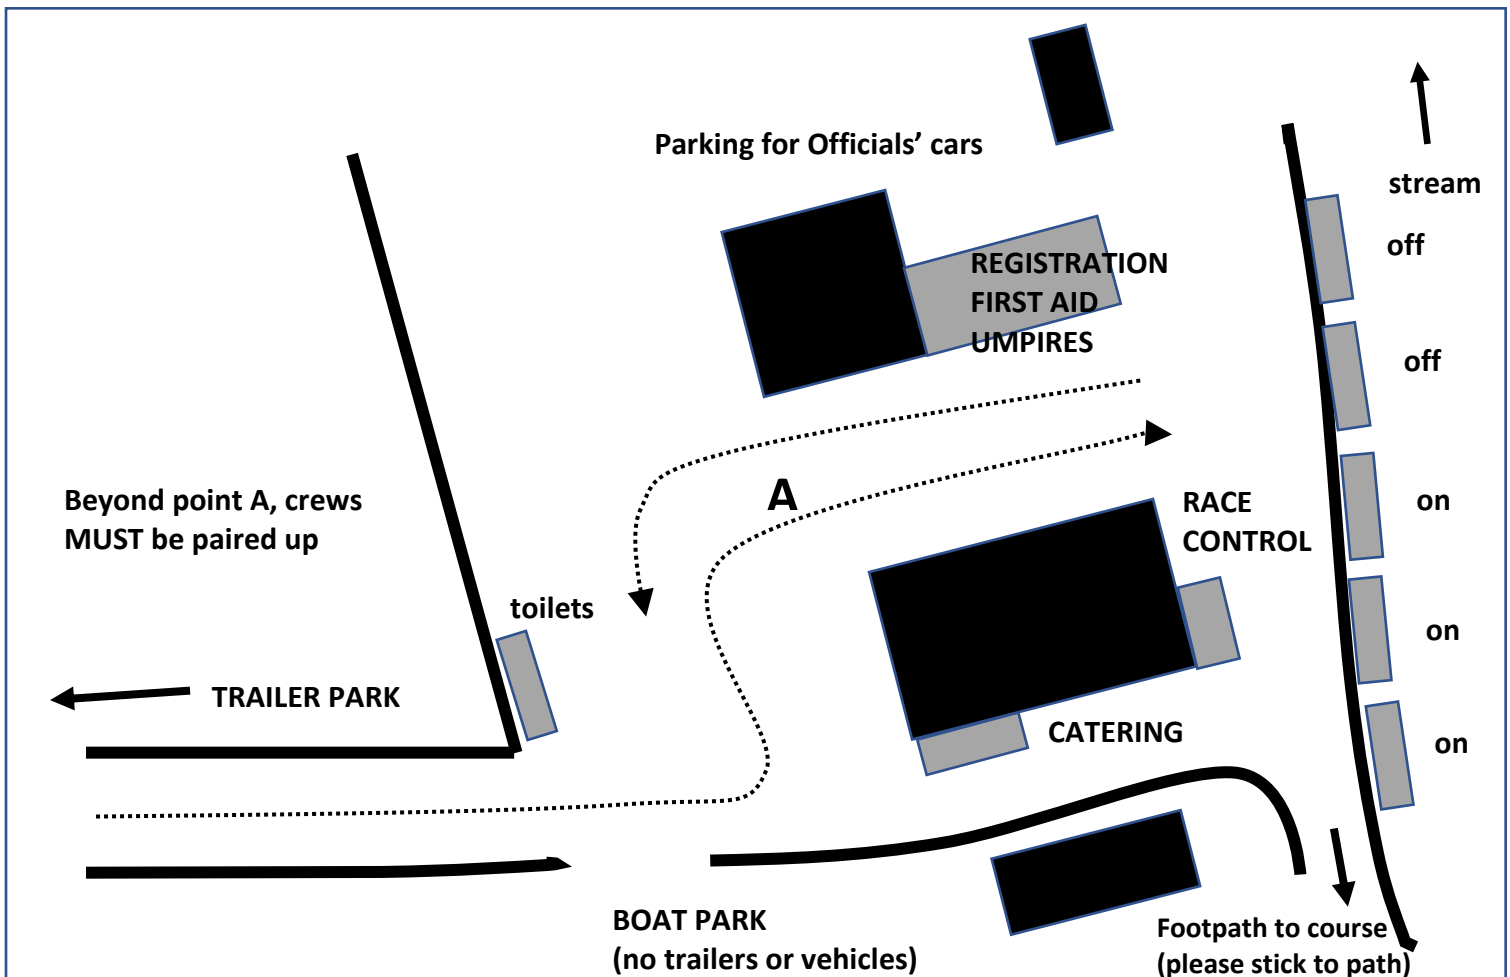 Parking for Officials’ cars
stream
off
REGISTRATION
FIRST AID
UMPIRES
off
A
Beyond point A, crews
MUST be paired up
RACE
CONTROL
on
toilets
on
TRAILER PARK
CATERING
on
BOAT PARK
(no trailers or vehicles)
Footpath to course
(please stick to path)